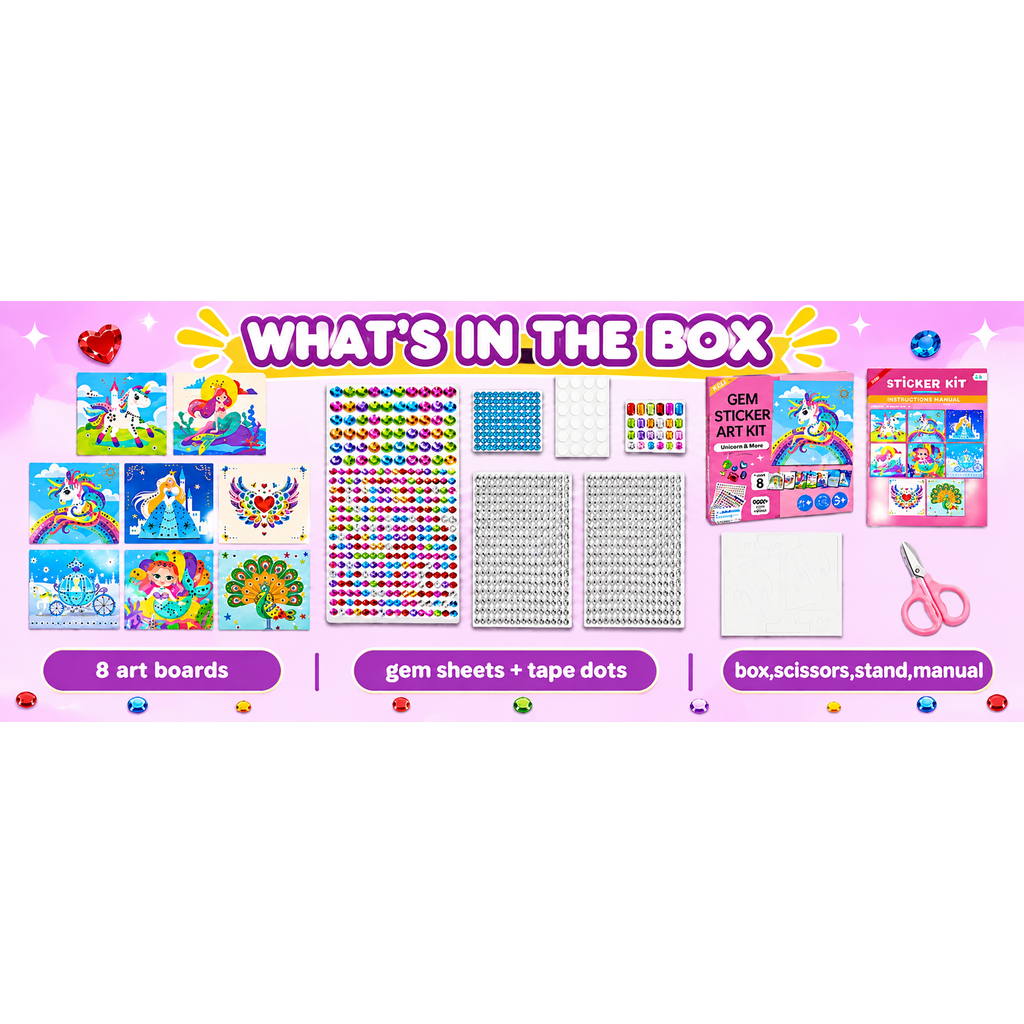 WHAT'S IN THE BOX
GEM
STICKER
ART KIT
Unicorn & More
8
STICKER KIT
INSTRUCTIONS MANUAL
8 art boards
gem sheets + tape dots
box,scissors,stand,manual